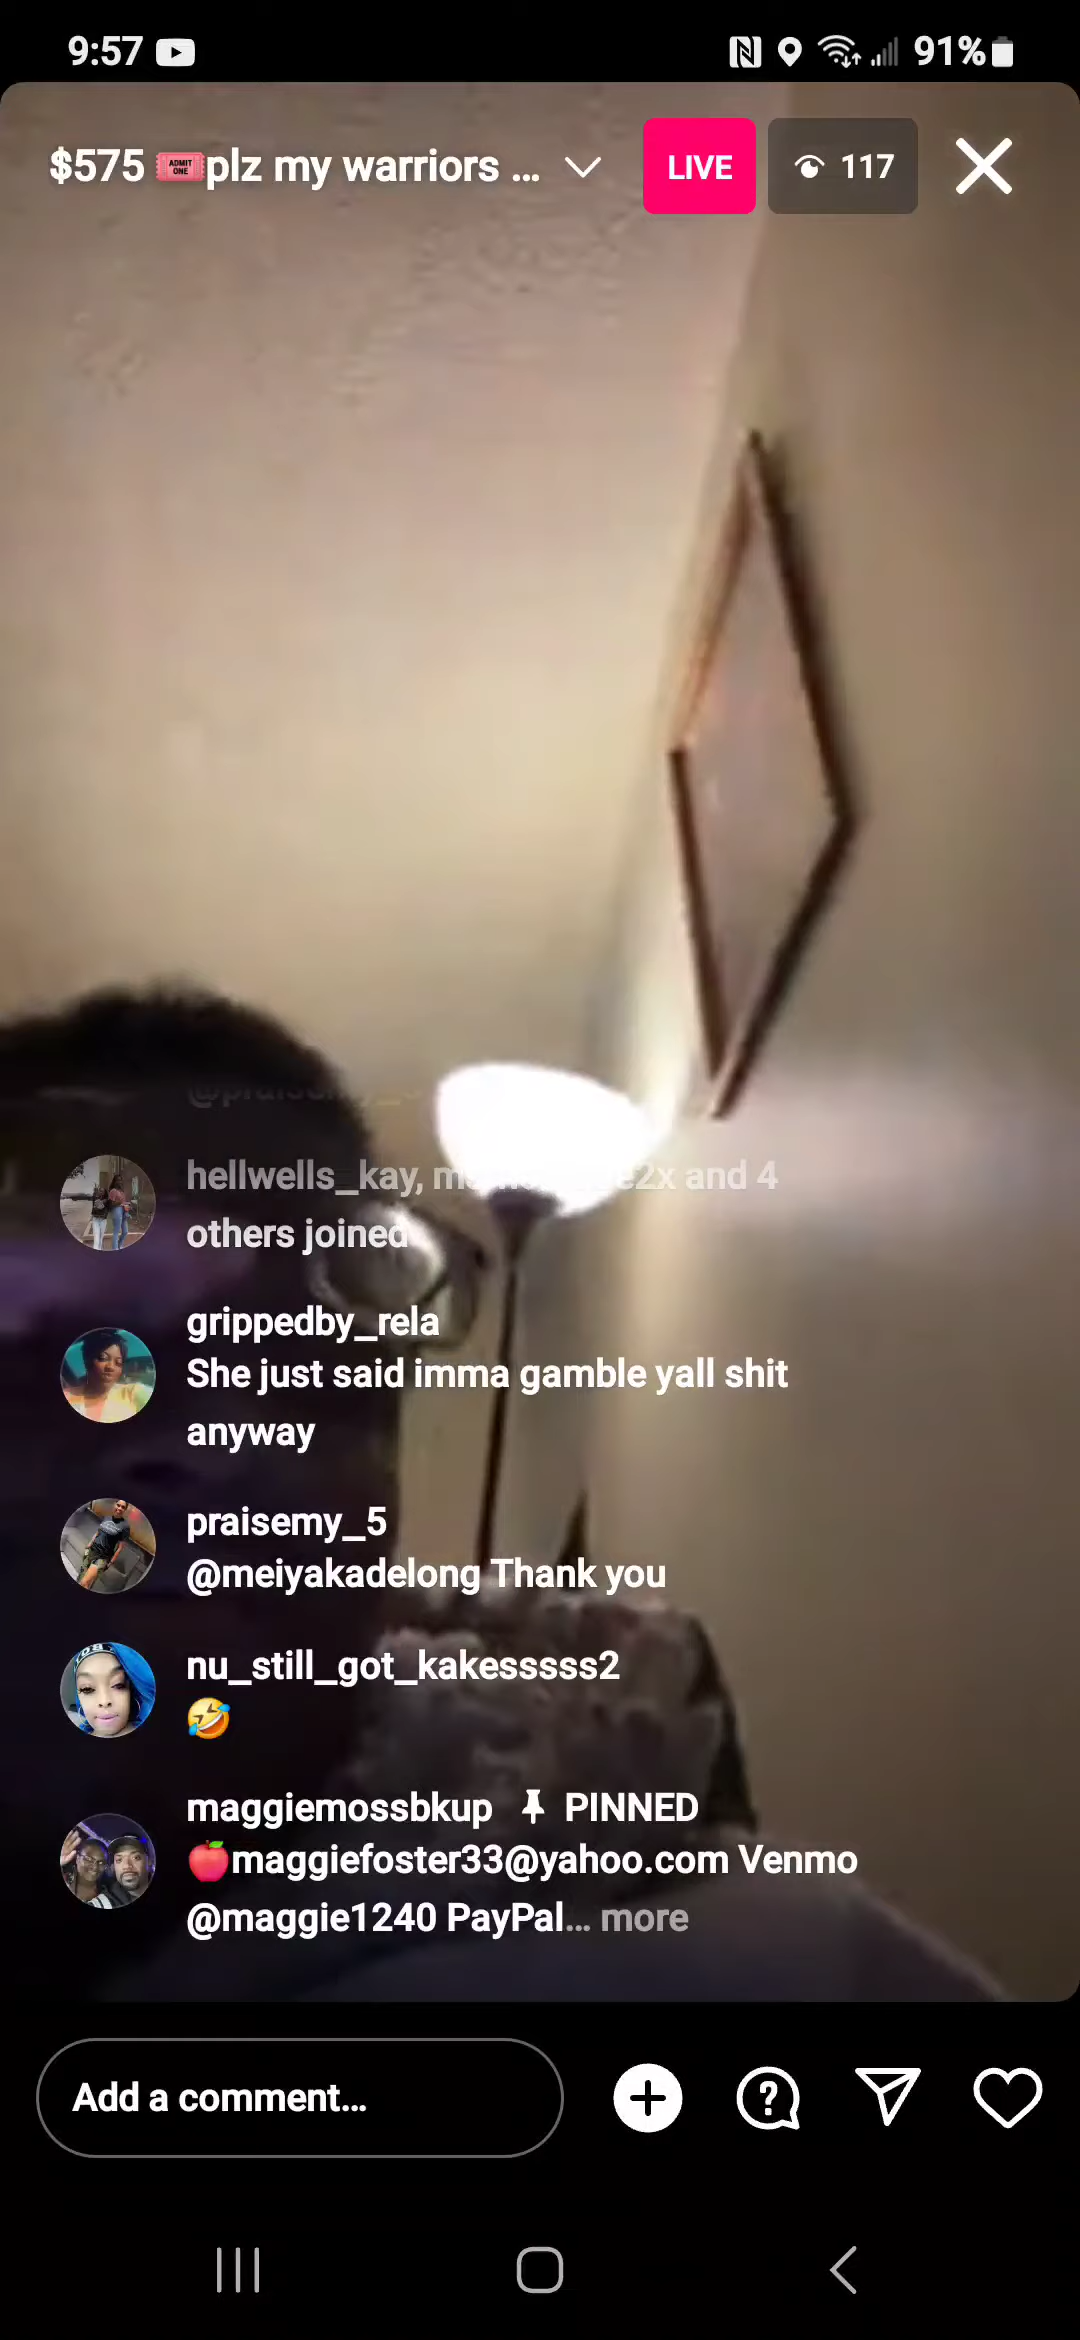 9:57
91%
$575 🎟️plz my warriors ...
LIVE
117
hellwells_kay, and 4
others joined
grippedby_rela
She just said imma gamble yall shit
anyway
praisemy_5
@meiyakadelong Thank you
nu_still_got_kakesssss2
🤣
maggiemossbkup PINNED
🍎maggiefoster33@yahoo.com Venmo
@maggie1240 PayPal... more
Add a comment...